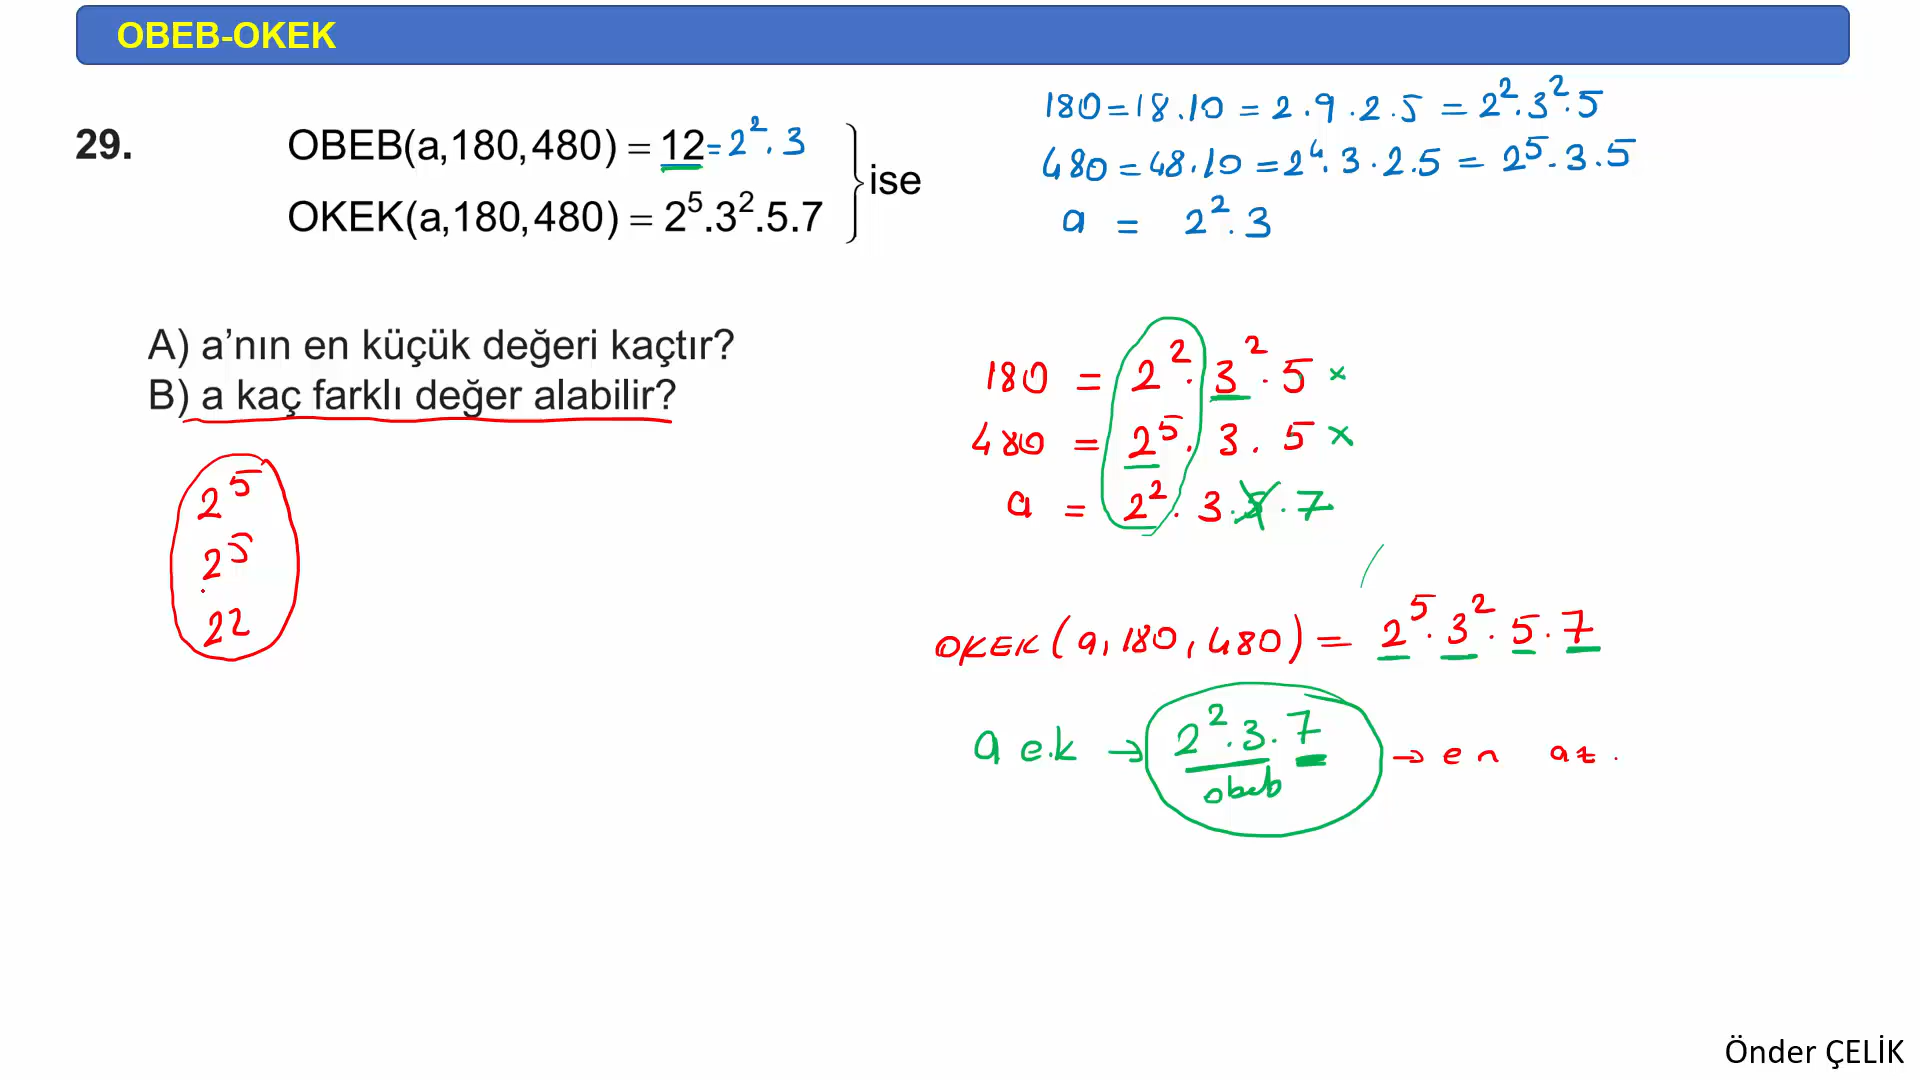 OBEB-OKEK
29. OBEB(a,180,480) = 12 = 2².3
OKEK(a,180,480) = 2⁵.3².5.7
ise
180 = 18.10 = 2.9.2.5 = 2².3².5
480 = 48.10 = 2⁴.3.2.5 = 2⁵.3.5
a = 2².3
A) a’nın en küçük değeri kaçtır?
B) a kaç farklı değer alabilir?
2⁵
2⁵
2²
180 = 2².3².5 ×
480 = 2⁵.3.5 ×
a = 2².3.5.7
OKEK(a,180,480) = 2⁵.3².5.7
a e.k → 2².3.7 → en az.
obeb
Önder ÇELİK